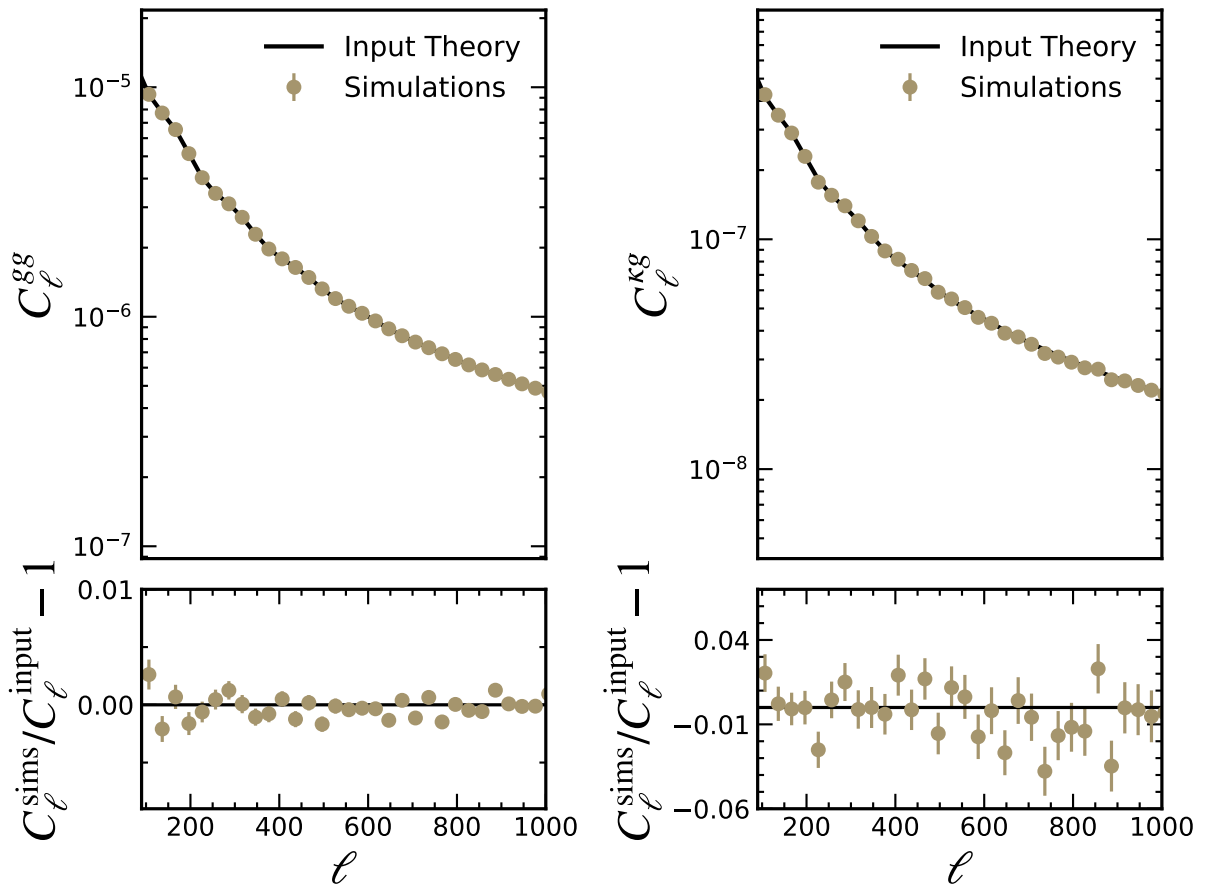 Input Theory
Simulations
10⁻⁵
10⁻⁶
10⁻⁷
C_ℓ^{gg}
Input Theory
Simulations
10⁻⁷
10⁻⁸
C_ℓ^{κg}
0.01
0.00
C_ℓ^{sims}/C_ℓ^{input} − 1
200 400 600 800 1000
ℓ
0.04
−0.01
−0.06
C_ℓ^{sims}/C_ℓ^{input} − 1
200 400 600 800 1000
ℓ